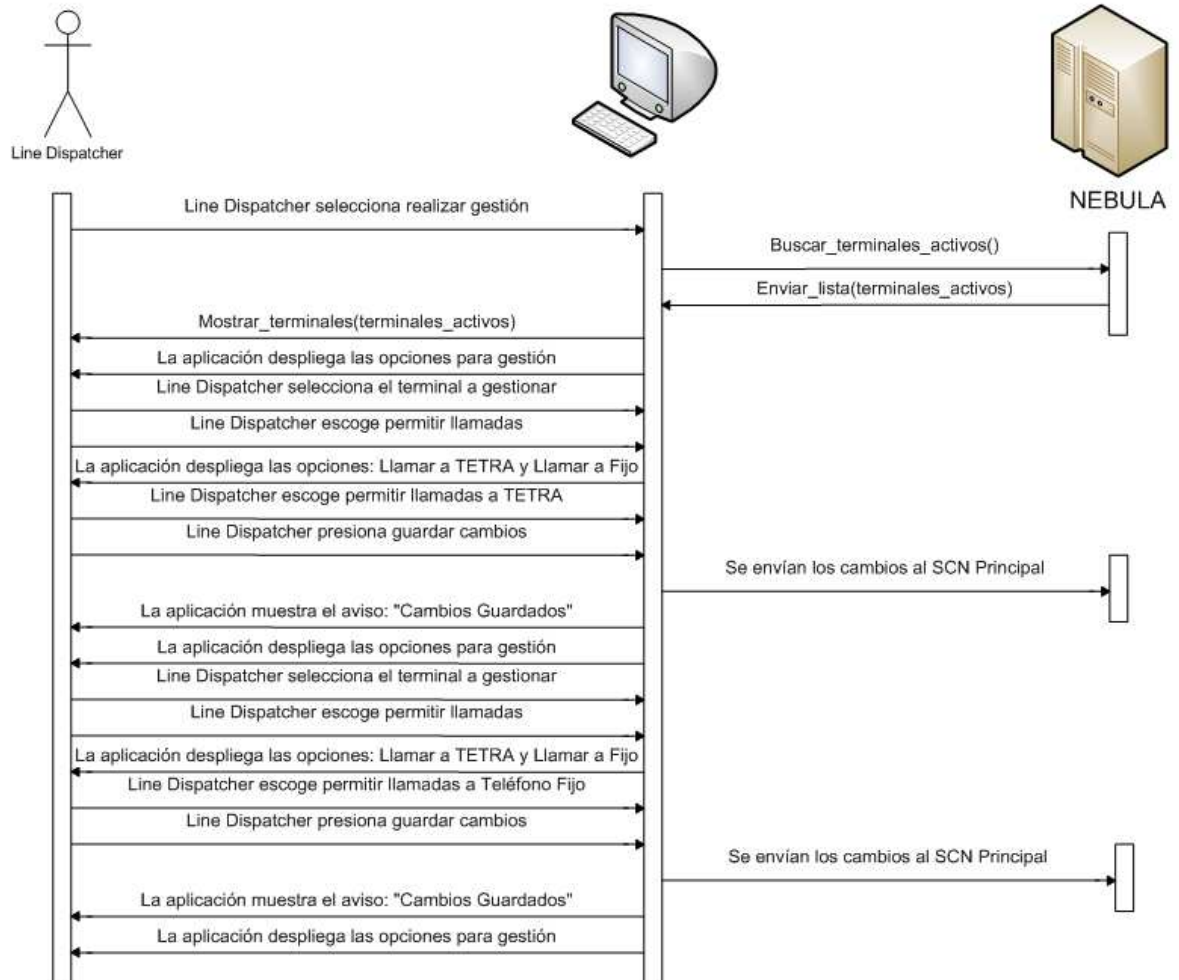 Line Dispatcher
NEBULA
Line Dispatcher selecciona realizar gestión
Buscar_terminales_activos()
Enviar_lista(terminales_activos)
Mostrar_terminales(terminales_activos)
La aplicación despliega las opciones para gestión
Line Dispatcher selecciona el terminal a gestionar
Line Dispatcher escoge permitir llamadas
La aplicación despliega las opciones: Llamar a TETRA y Llamar a Fijo
Line Dispatcher escoge permitir llamadas a TETRA
Line Dispatcher presiona guardar cambios
Se envían los cambios al SCN Principal
La aplicación muestra el aviso: "Cambios Guardados"
La aplicación despliega las opciones para gestión
Line Dispatcher selecciona el terminal a gestionar
Line Dispatcher escoge permitir llamadas
La aplicación despliega las opciones: Llamar a TETRA y Llamar a Fijo
Line Dispatcher escoge permitir llamadas a Teléfono Fijo
Line Dispatcher presiona guardar cambios
Se envían los cambios al SCN Principal
La aplicación muestra el aviso: "Cambios Guardados"
La aplicación despliega las opciones para gestión